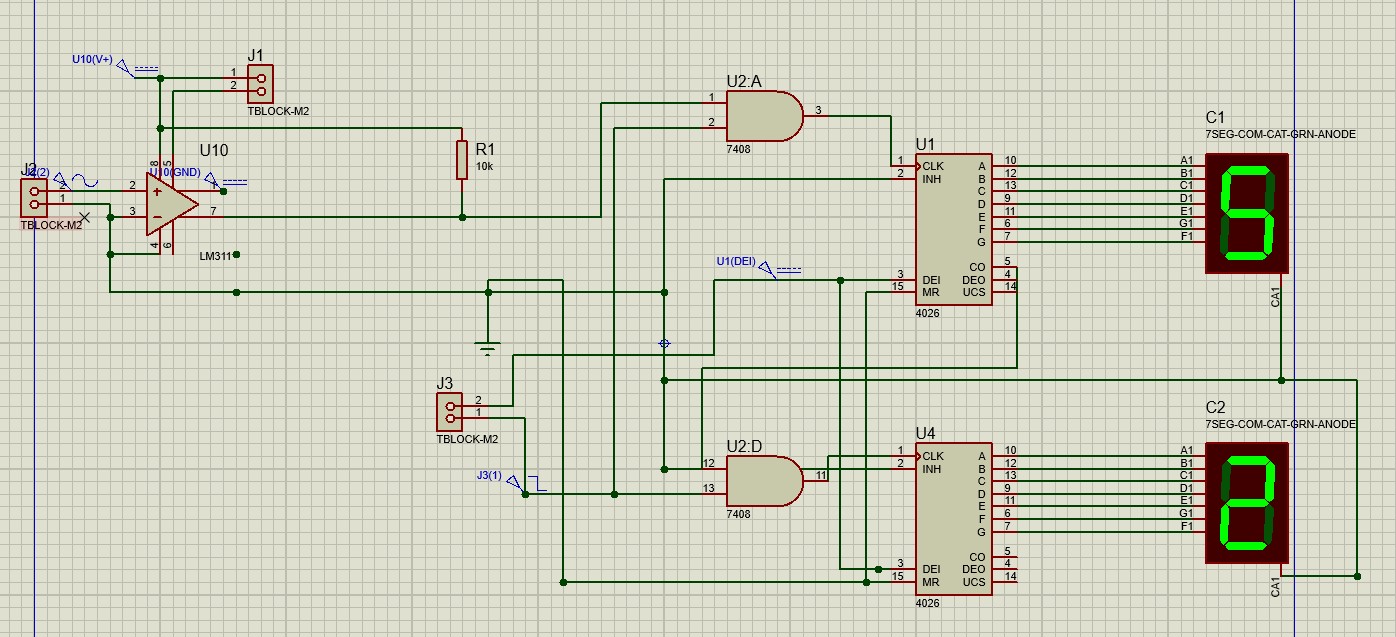 U10(V+)
J1
1
2
TBLOCK-M2
U10
R1
10k
J2
J2(2)
2
1
TBLOCK-M2
U10(GND)
8
5
2
3
1
7
4
6
LM311
U2:A
1
2
3
7408
U1
1 CLK
2 INH
3 DEI
15 MR
A 10
B 12
C 13
D 9
E 11
F 6
G 7
CO 5
DEO 4
UCS 14
4026
U1(DEI)
C1
7SEG-COM-CAT-GRN-ANODE
A1
B1
C1
D1
E1
G1
F1
5
CA1
J3
2
1
TBLOCK-M2
J3(1)
U2:D
12
13
11
7408
U4
1 CLK
2 INH
3 DEI
15 MR
A 10
B 12
C 13
D 9
E 11
F 6
G 7
CO 5
DEO 4
UCS 14
4026
C2
7SEG-COM-CAT-GRN-ANODE
A1
B1
C1
D1
E1
G1
F1
2
CA1